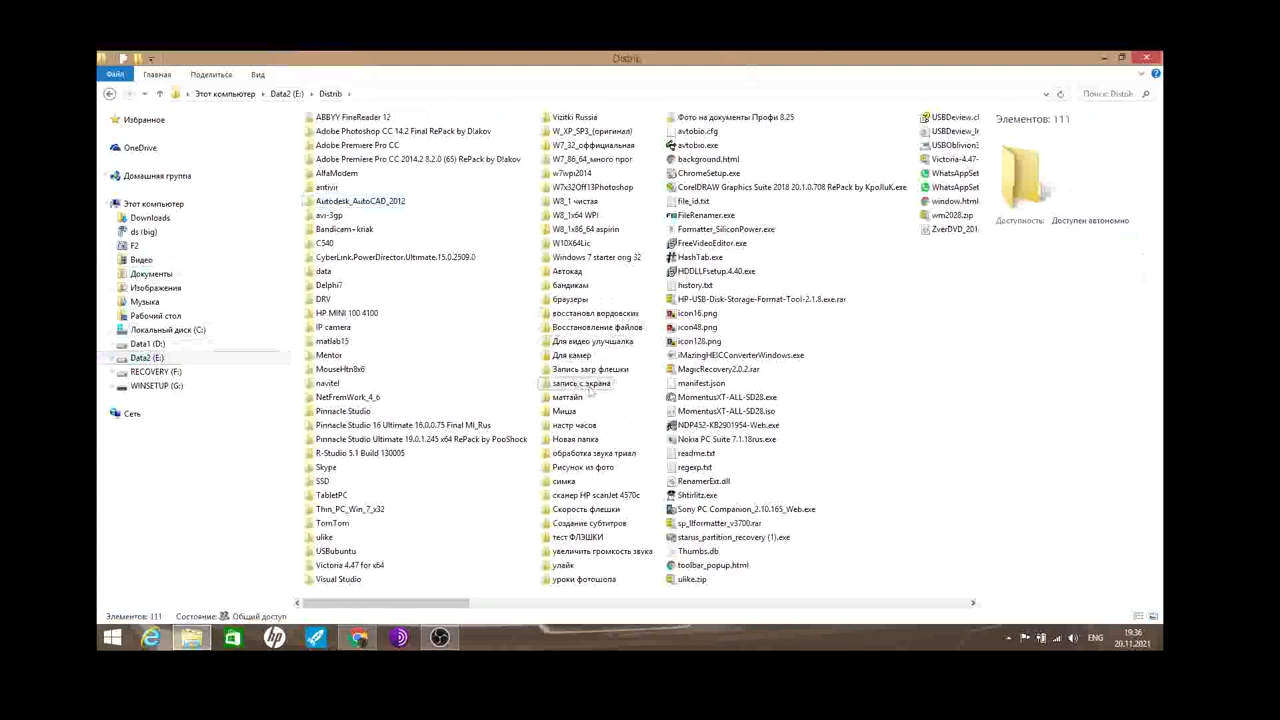 Distrib
Файл Главная Поделиться Вид
Этот компьютер Data2 (E:) Distrib
Поиск: Distrib
Избранное
OneDrive
Домашняя группа
Этот компьютер
Downloads
ds (big)
F2
Видео
Документы
Изображения
Музыка
Рабочий стол
Локальный диск (C:)
Data1 (D:)
Data2 (E:)
RECOVERY (F:)
WINSETUP (G:)
Сеть
ABBYY FineReader 12
Adobe Photoshop CC 14.2 Final RePack by D!akov
Adobe Premiere Pro CC
Adobe Premiere Pro CC 2014.2 8.2.0 (65) RePack by D!akov
AlfaModem
antivir
Autodesk_AutoCAD_2012
avi-3gp
Bandicam+kriak
C540
CyberLink.PowerDirector.Ultimate.15.0.2509.0
data
Delphi7
DRV
HP MINI 100 4100
IP camera
matlab15
Mentor
MouseHtn8x6
navitel
NetFremWork_4_6
Pinnacle Studio
Pinnacle Studio 16 Ultimate 16.0.0.75 Final ML_Rus
Pinnacle Studio Ultimate 19.0.1.245 x64 RePack by PooShock
R-Studio 5.1 Build 130005
Skype
SSD
TabletPC
Thin_PC_Win_7_x32
TomTom
ulike
USBubuntu
Victoria 4.47 for x64
Visual Studio
Vizitki Russia
W_XP_SP3_(оригинал)
W7_32_оффициальная
W7_86_64_много прог
w7wpi2014
W7x32Off13Photoshop
W8_1 чистая
W8_1x64 WPI
W8_1x86_64 aspirin
W10X64Lic
Windows 7 starter orig 32
Автокад
бандикам
браузеры
восстановл вордовских
Восстановление файлов
Для видео улучшалка
Для камер
Запись загр флешки
запись с экрана
маттайп
Миша
настр часов
Новая папка
обработка звука триал
Рисунок из фото
симка
сканер HP scanJet 4570c
Скорость флешки
Создание субтитров
тест ФЛЭШКИ
увеличить громкость звука
улайк
уроки фотошопа
Фото на документы Профи 8.25
avtobio.cfg
avtobio.exe
background.html
ChromeSetup.exe
CorelDRAW Graphics Suite 2018 20.1.0.708 RePack by KpoJIuK.exe
file_id.txt
FileRenamer.exe
Formatter_SiliconPower.exe
FreeVideoEditor.exe
HashTab.exe
HDDLLFsetup.4.40.exe
history.txt
HP-USB-Disk-Storage-Format-Tool-2.1.8.exe.rar
icon16.png
icon48.png
icon128.png
iMazingHEICConverterWindows.exe
MagicRecovery2.0.2.rar
manifest.json
MomentusXT-ALL-SD28.exe
MomentusXT-ALL-SD28.iso
NDP452-KB2901954-Web.exe
Nokia PC Suite 7.1.18rus.exe
readme.txt
regexp.txt
RenamerExt.dll
Shtirlitz.exe
Sony PC Companion_2.10.165_Web.exe
sp_llformatter_v3700.rar
starus_partition_recovery (1).exe
Thumbs.db
toolbar_popup.html
ulike.zip
USBDeview.cl
USBDeview_l
USBOblivion3
Victoria-4.47-
WhatsAppSet
WhatsAppSet
window.html
wm2028.zip
ZverDVD_201
Элементов: 111
Доступность: Доступен автономно
Элементов: 111 Состояние: Общий доступ
ENG
19:36
20.11.2021